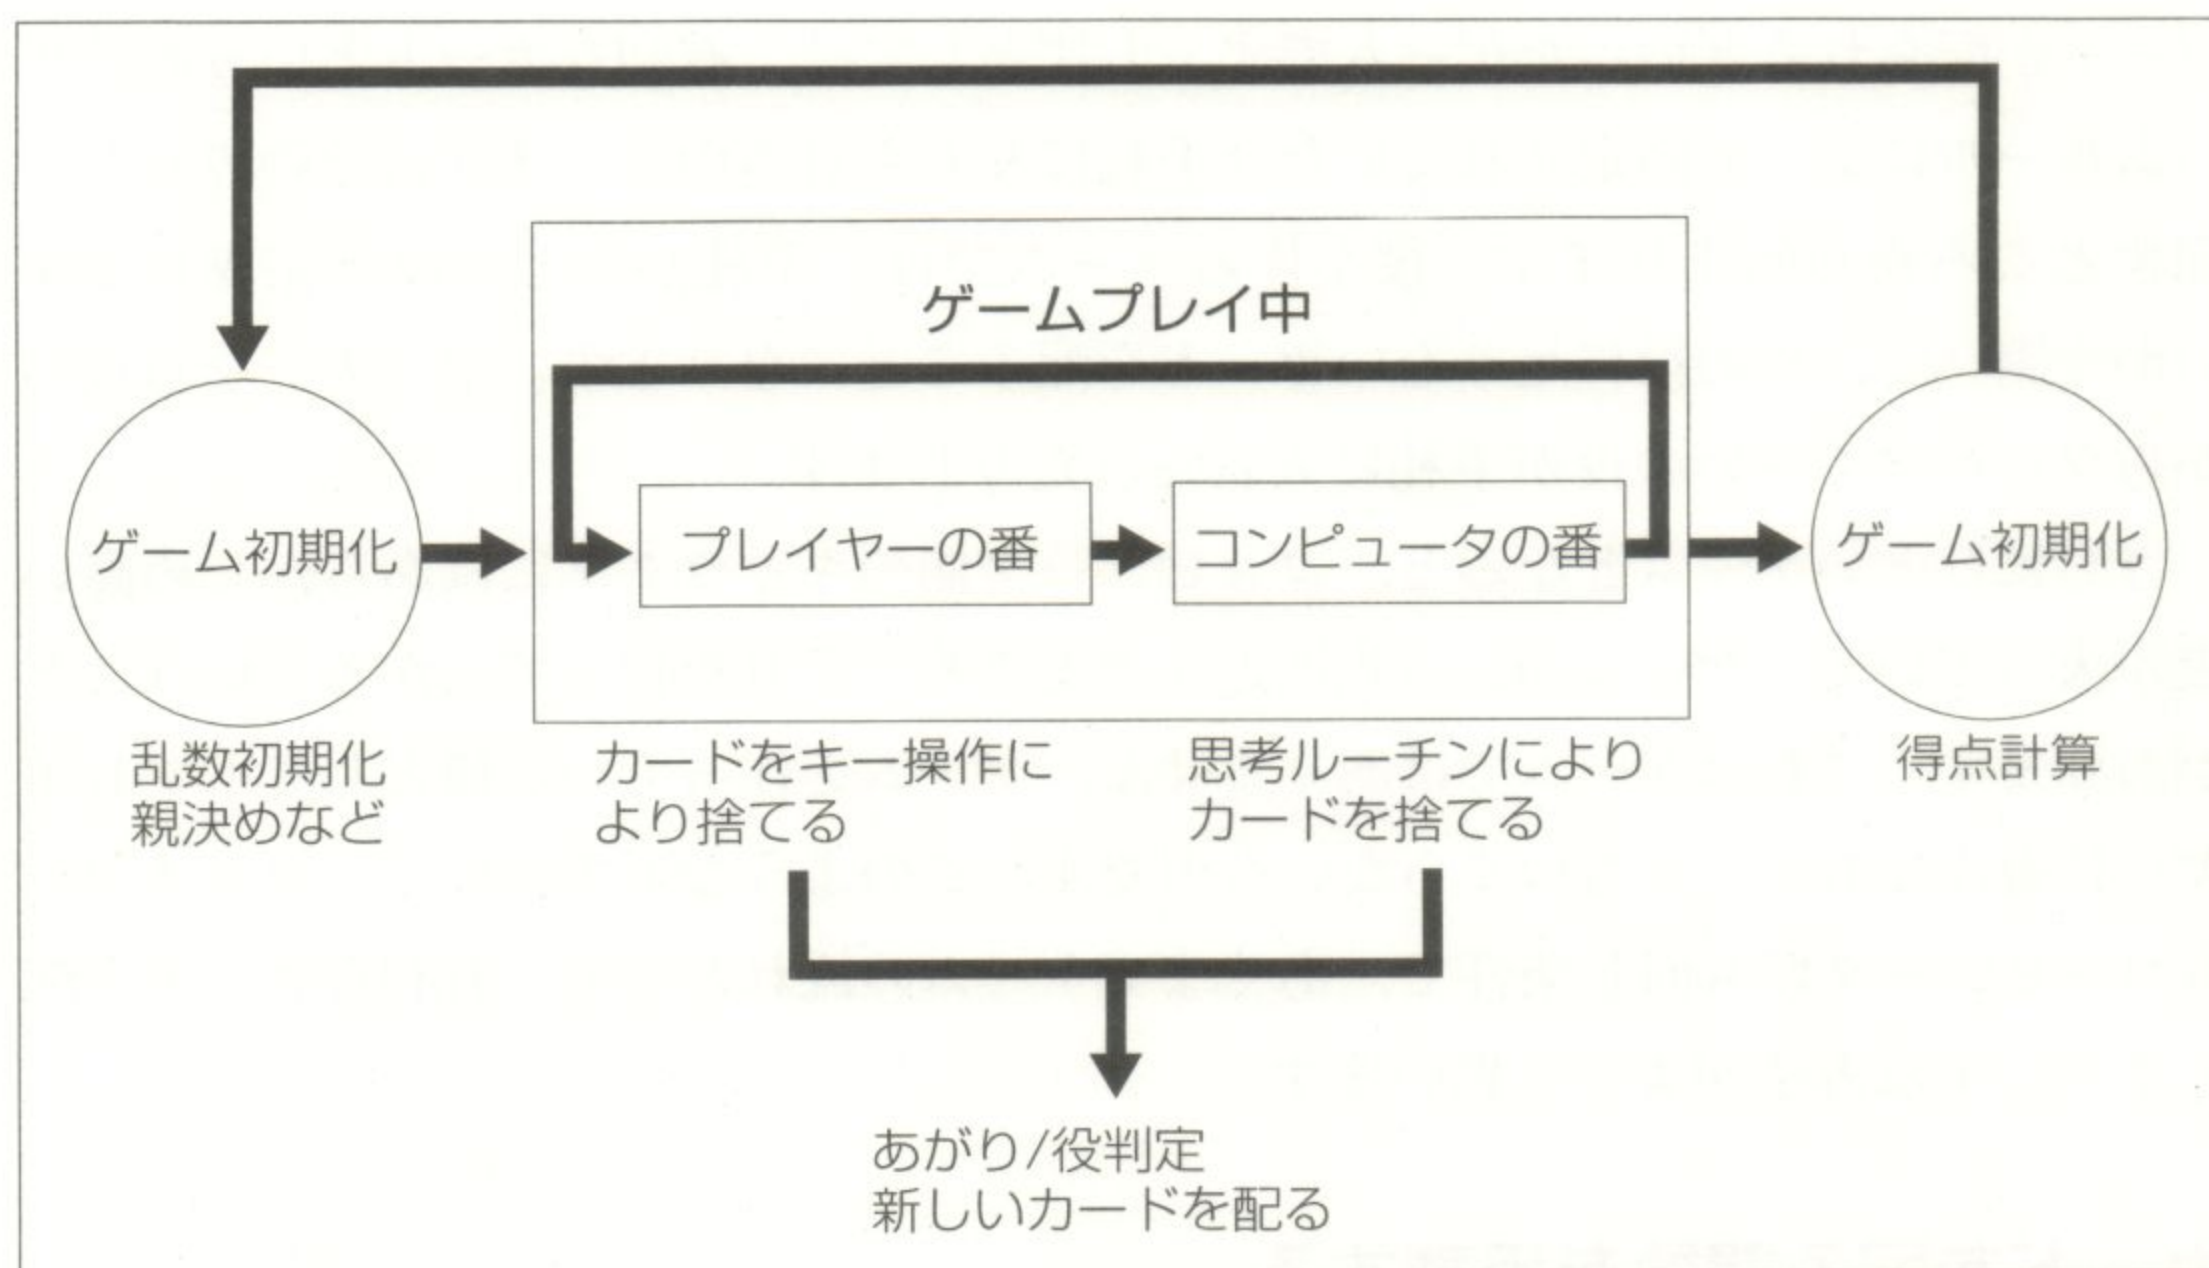 ゲームプレイ中
ゲーム初期化
プレイヤーの番
コンピュータの番
ゲーム初期化
乱数初期化
親決めなど
カードをキー操作に
より捨てる
思考ルーチンにより
カードを捨てる
得点計算
あがり/役判定
新しいカードを配る